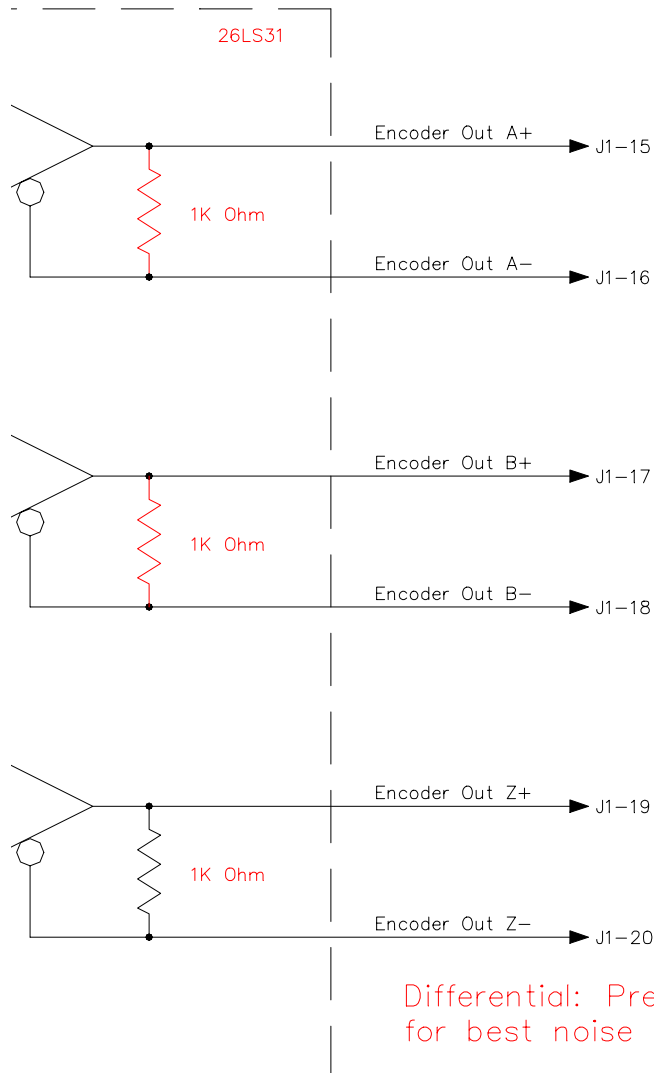 26LS31
Encoder Out A+
J1-15
1K Ohm
Encoder Out A-
J1-16
Encoder Out B+
J1-17
1K Ohm
Encoder Out B-
J1-18
Encoder Out Z+
J1-19
1K Ohm
Encoder Out Z-
J1-20
Differential: Pre
for best noise